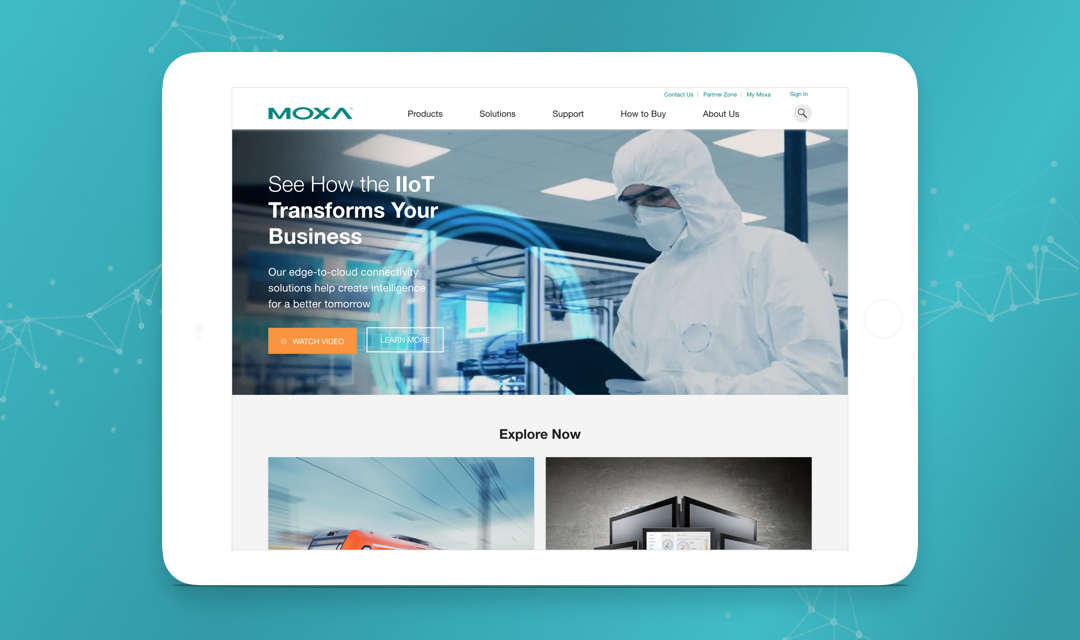 Contact Us | Partner Zone | My Moxa Sign In
MOXA®
Products Solutions Support How to Buy About Us
See How the IIoT
Transforms Your
Business
Our edge-to-cloud connectivity
solutions help create intelligence
for a better tomorrow
WATCH VIDEO LEARN MORE
Explore Now